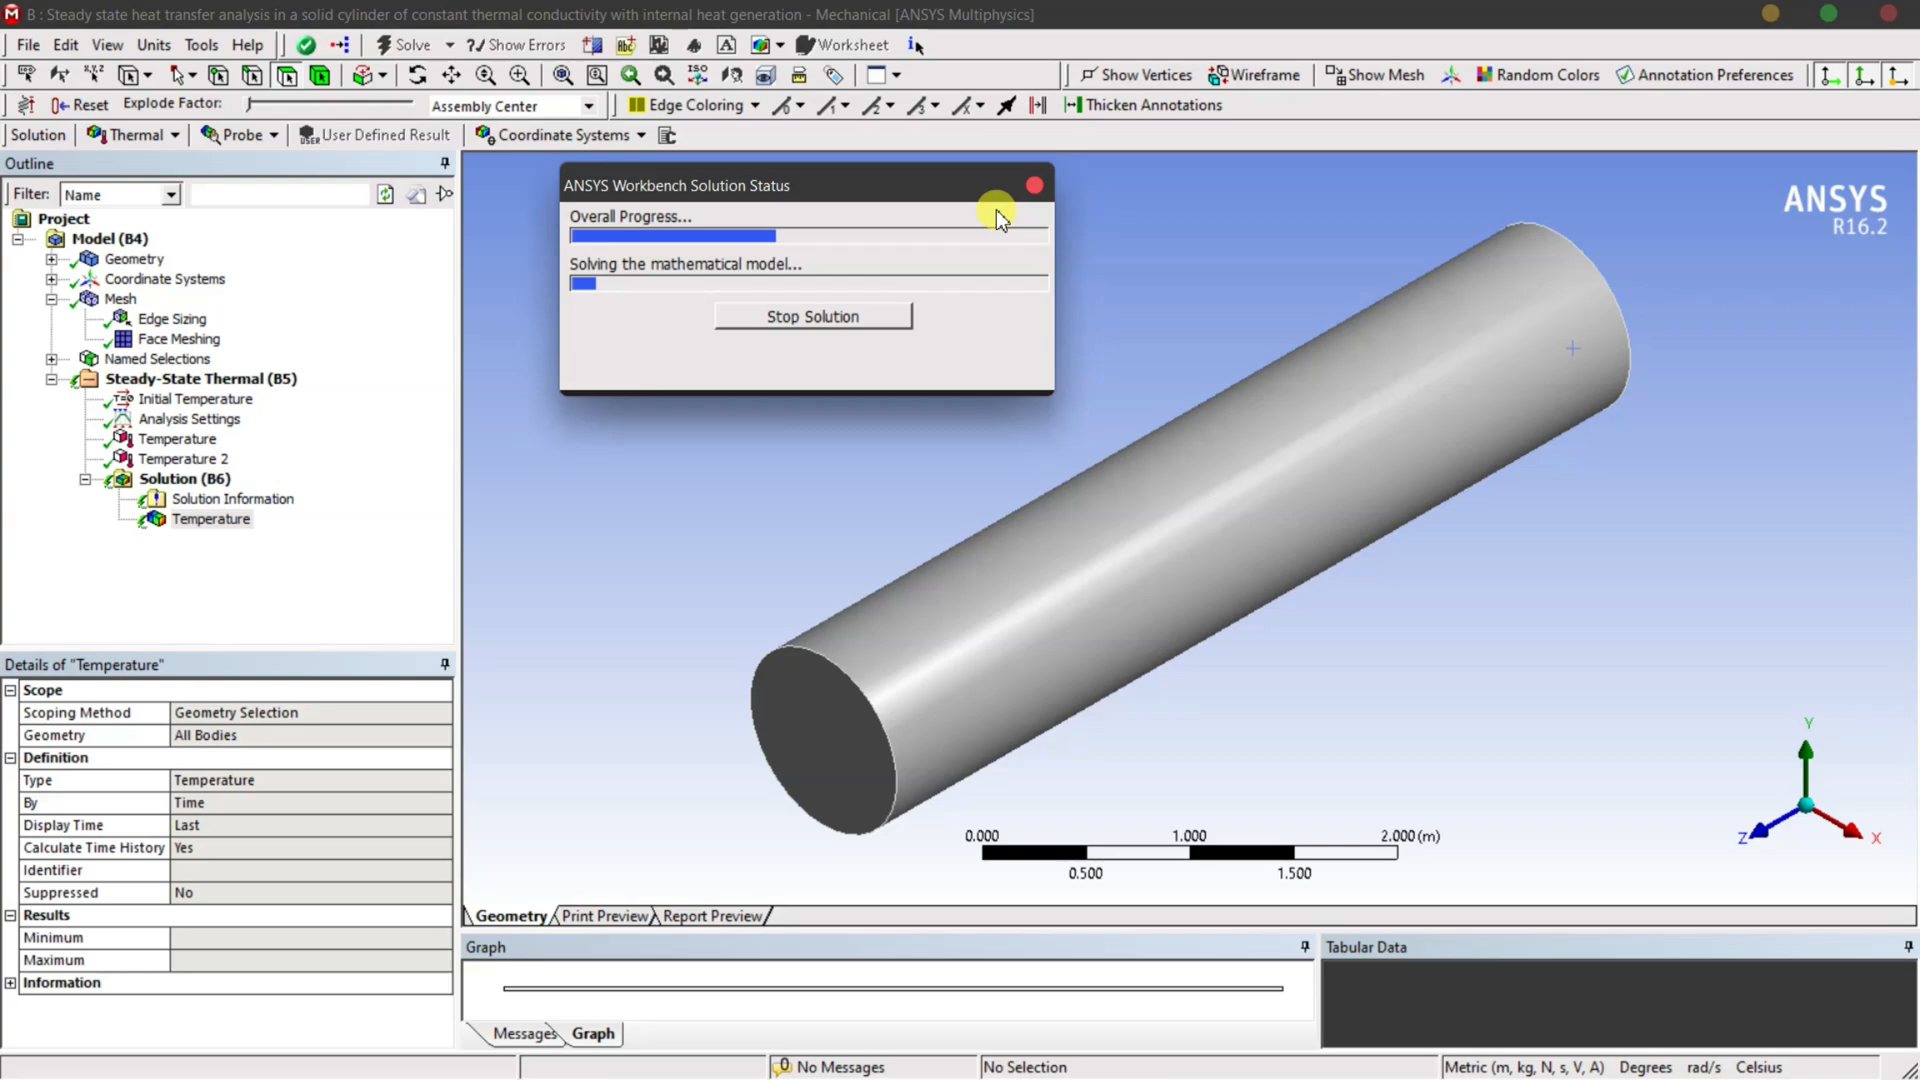 B : Steady state heat transfer analysis in a solid cylinder of constant thermal conductivity with internal heat generation - Mechanical [ANSYS Multiphysics]
File Edit View Units Tools Help Solve Show Errors Worksheet
Show Vertices Wireframe Show Mesh Random Colors Annotation Preferences
Reset Explode Factor: Assembly Center Edge Coloring Thicken Annotations
Solution Thermal Probe User Defined Result Coordinate Systems
Outline
Filter: Name
Project
Model (B4)
Geometry
Coordinate Systems
Mesh
Edge Sizing
Face Meshing
Named Selections
Steady-State Thermal (B5)
Initial Temperature
Analysis Settings
Temperature
Temperature 2
Solution (B6)
Solution Information
Temperature
Details of "Temperature"
Scope
Scoping Method Geometry Selection
Geometry All Bodies
Definition
Type Temperature
By Time
Display Time Last
Calculate Time History Yes
Identifier
Suppressed No
Results
Minimum
Maximum
Information
ANSYS Workbench Solution Status
Overall Progress...
Solving the mathematical model...
Stop Solution
ANSYS
R16.2
Y
Z
X
0.000 1.000 2.000 (m)
0.500 1.500
Geometry Print Preview Report Preview
Graph
Tabular Data
Messages Graph
No Messages No Selection Metric (m, kg, N, s, V, A) Degrees rad/s Celsius